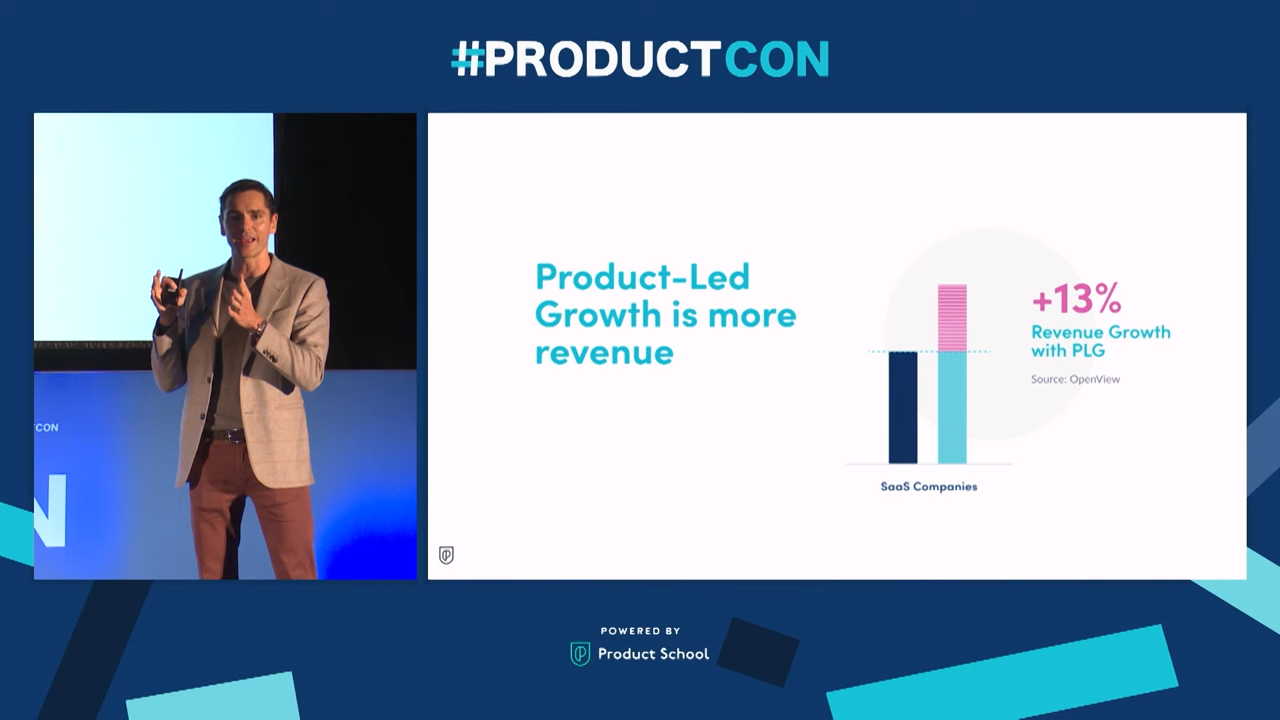 #PRODUCTCON
TCON
N
Product-Led
Growth is more
revenue
+13%
Revenue Growth
with PLG
Source: OpenView
SaaS Companies
POWERED BY
Product School